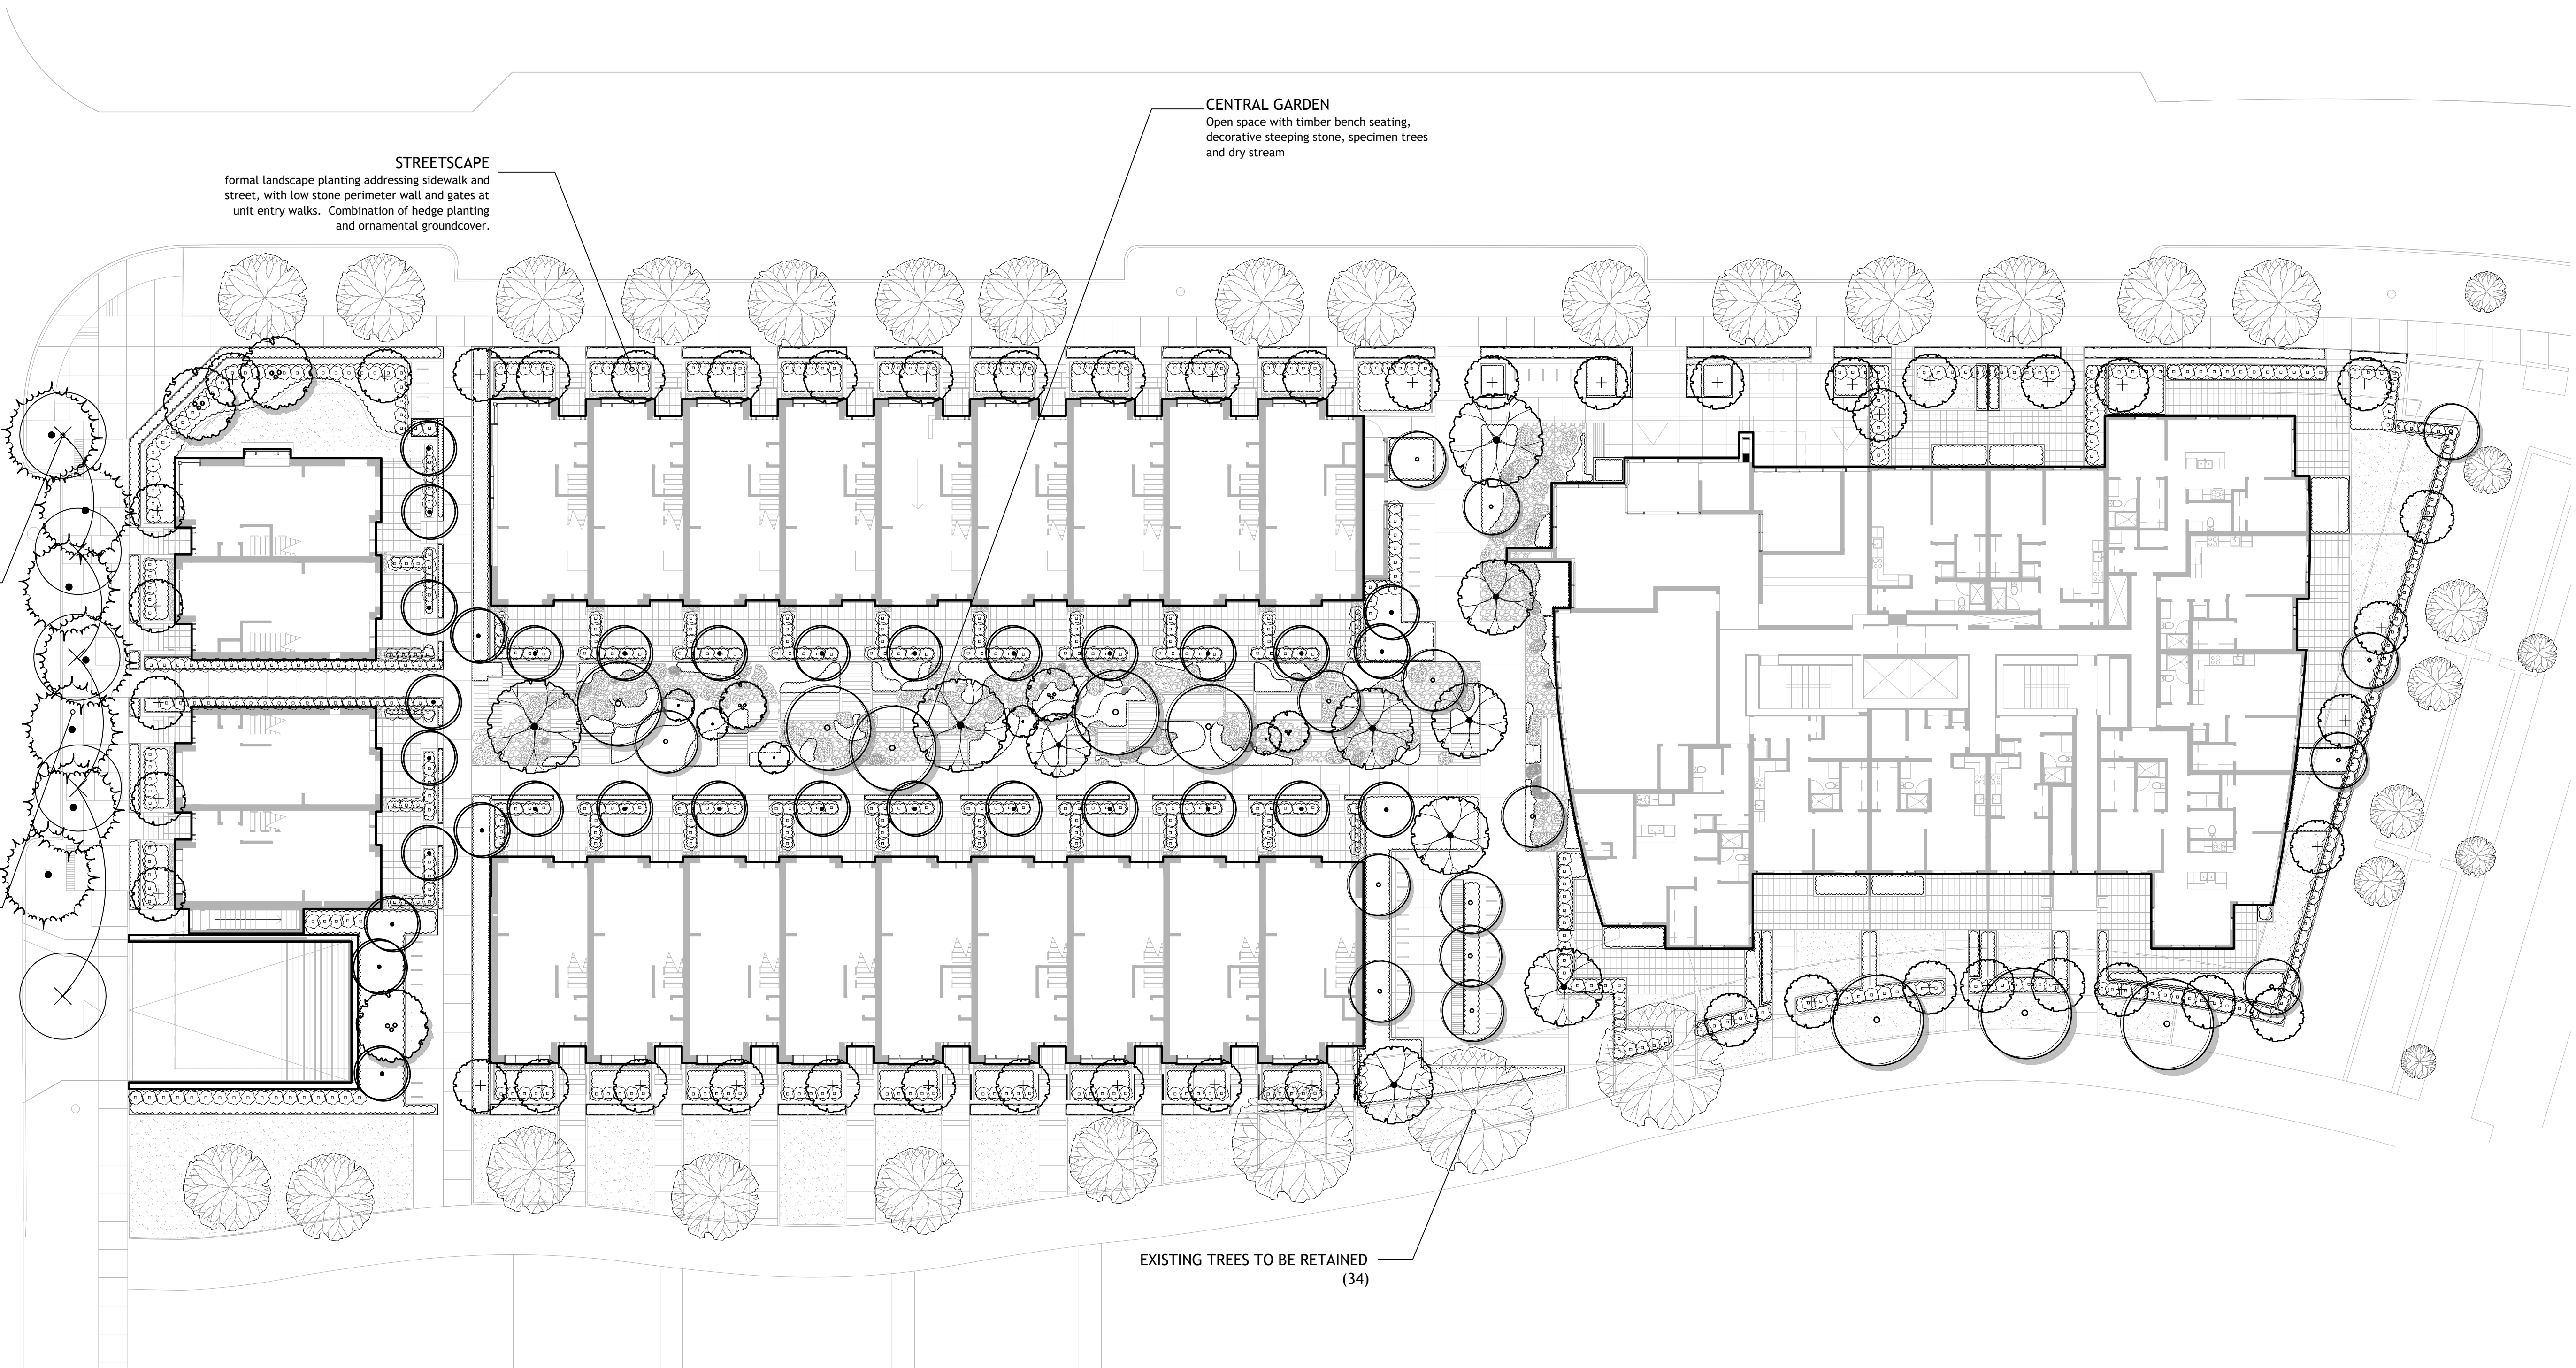 CENTRAL GARDEN
Open space with timber bench seating,
decorative steeping stone, specimen trees
and dry stream
STREETSCAPE
formal landscape planting addressing sidewalk and
street, with low stone perimeter wall and gates at
unit entry walks. Combination of hedge planting
and ornamental groundcover.
EXISTING TREES TO BE RETAINED
(34)